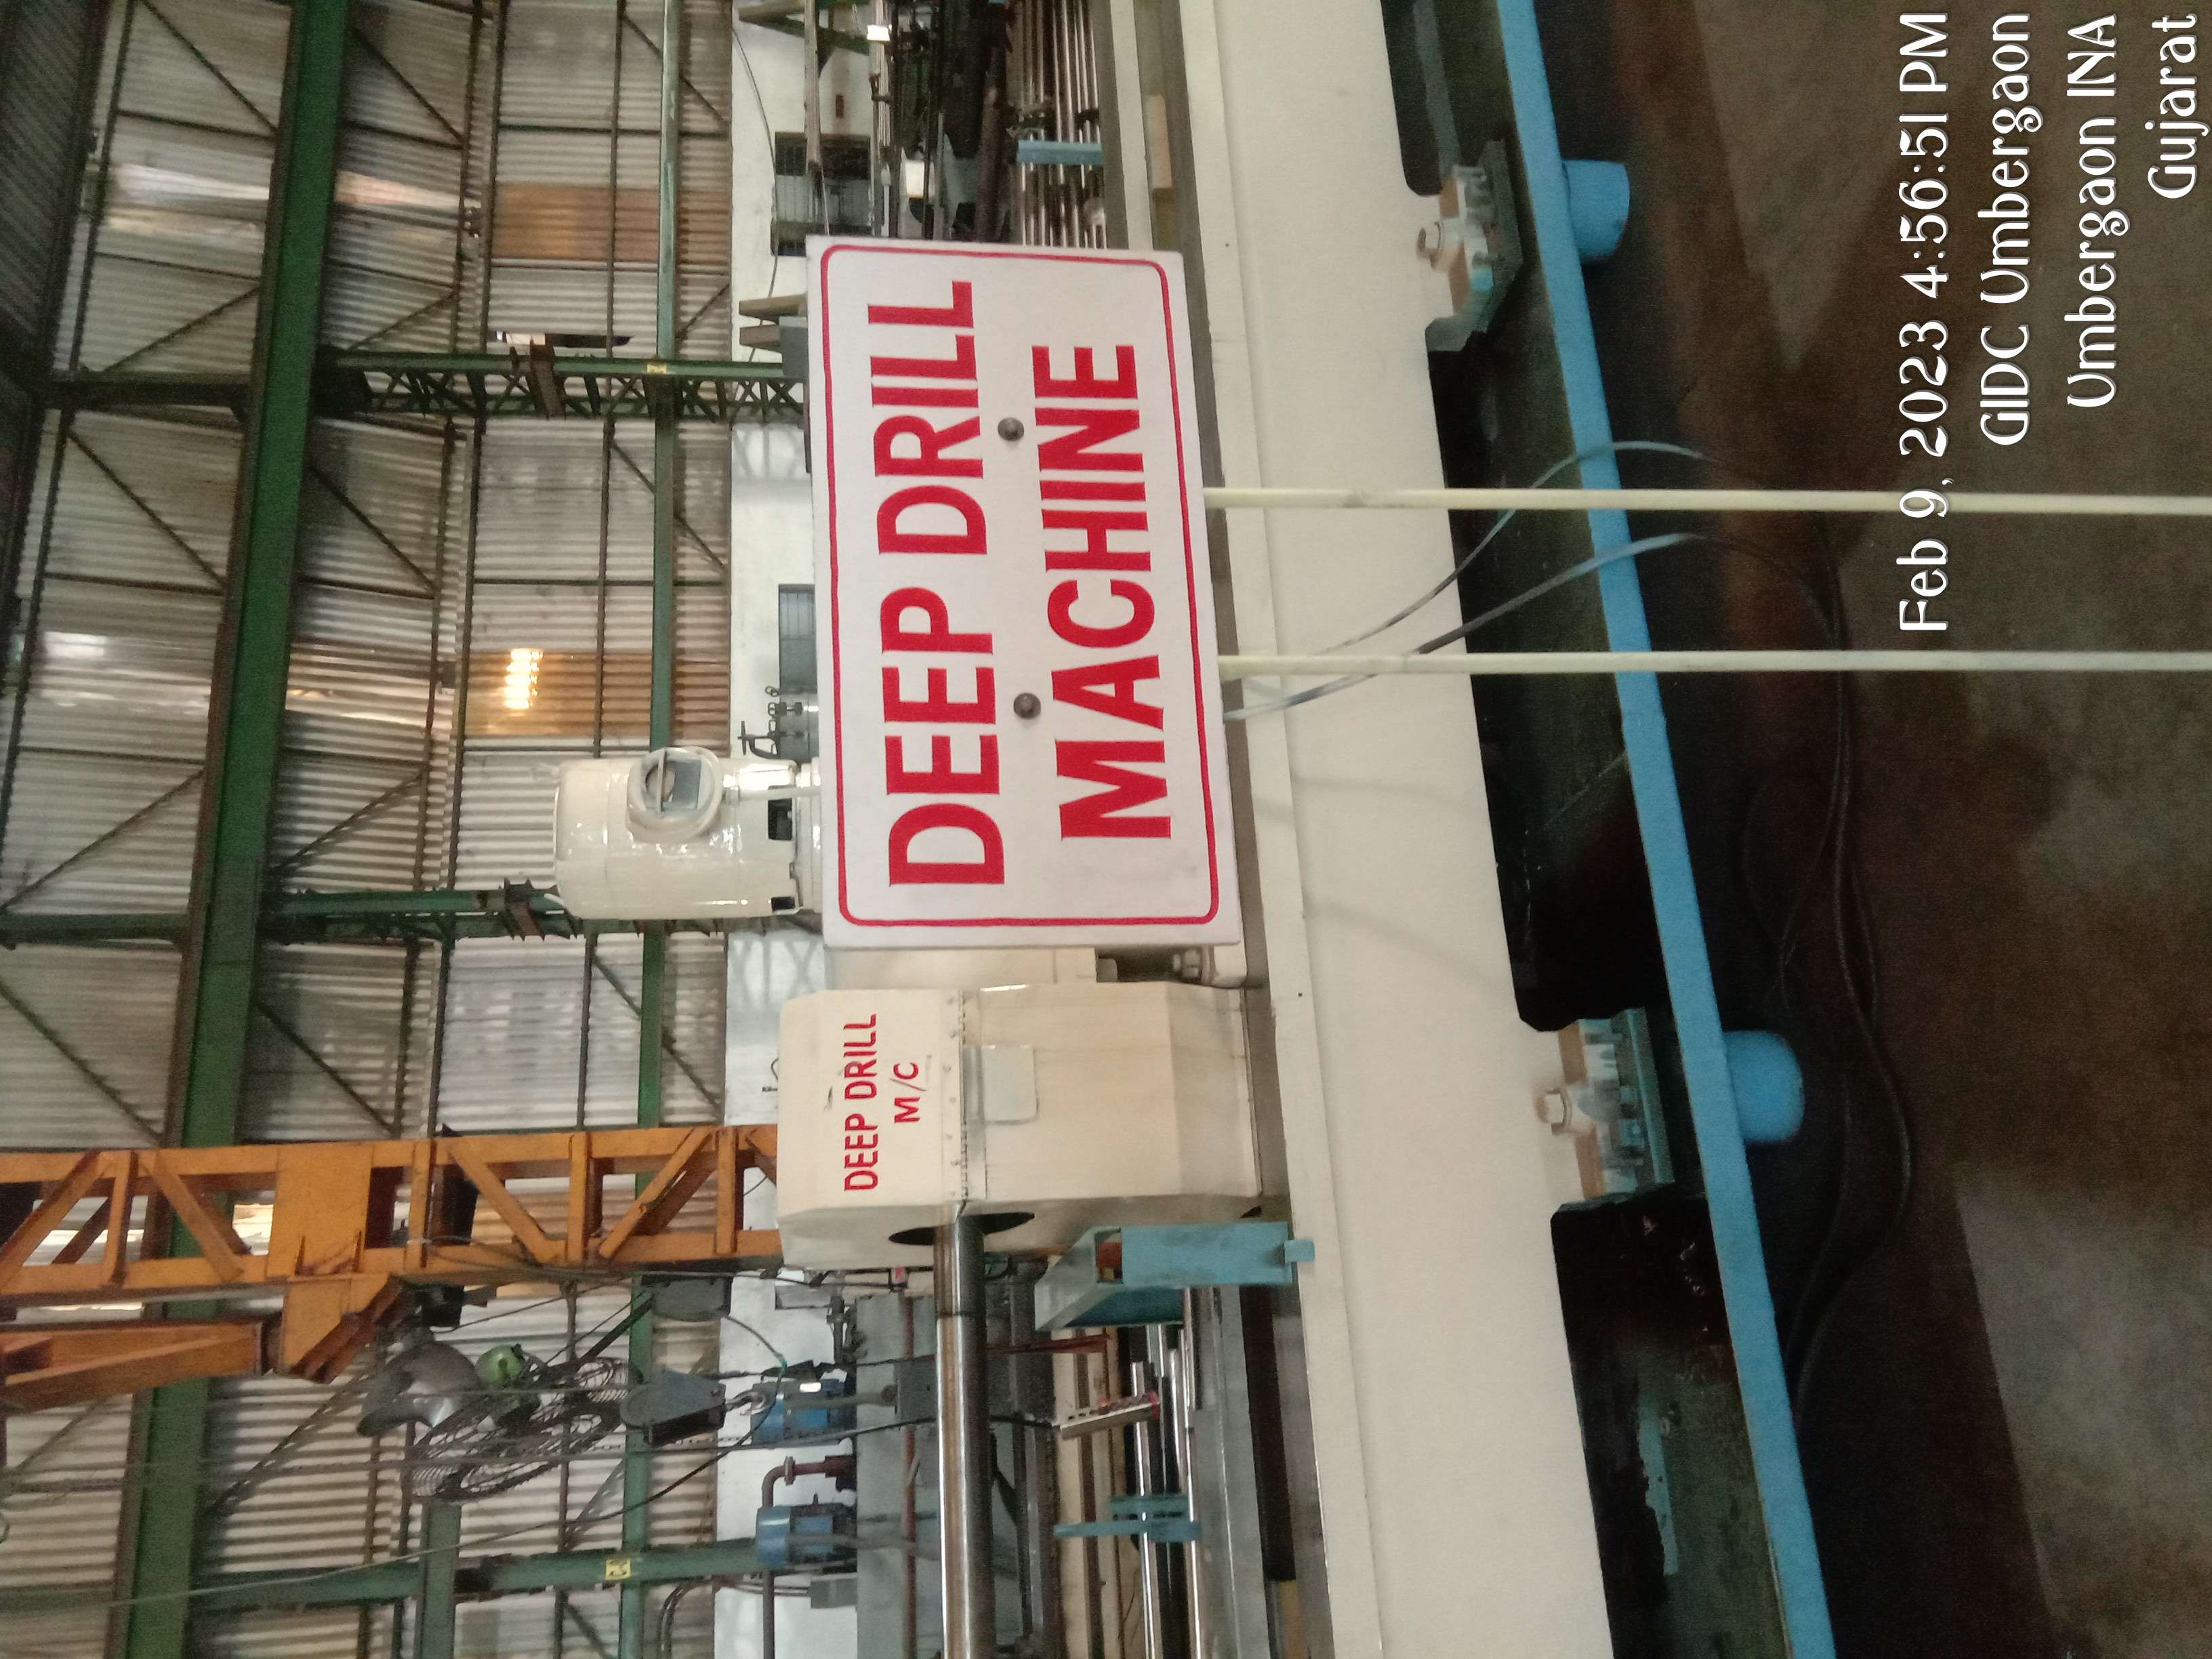 DEEP DRILL
MACHINE
DEEP DRILL
M/C
Feb 9, 2023 4:56:51 PM
GIDC Umbergaon
Umbergaon INA
Gujarat